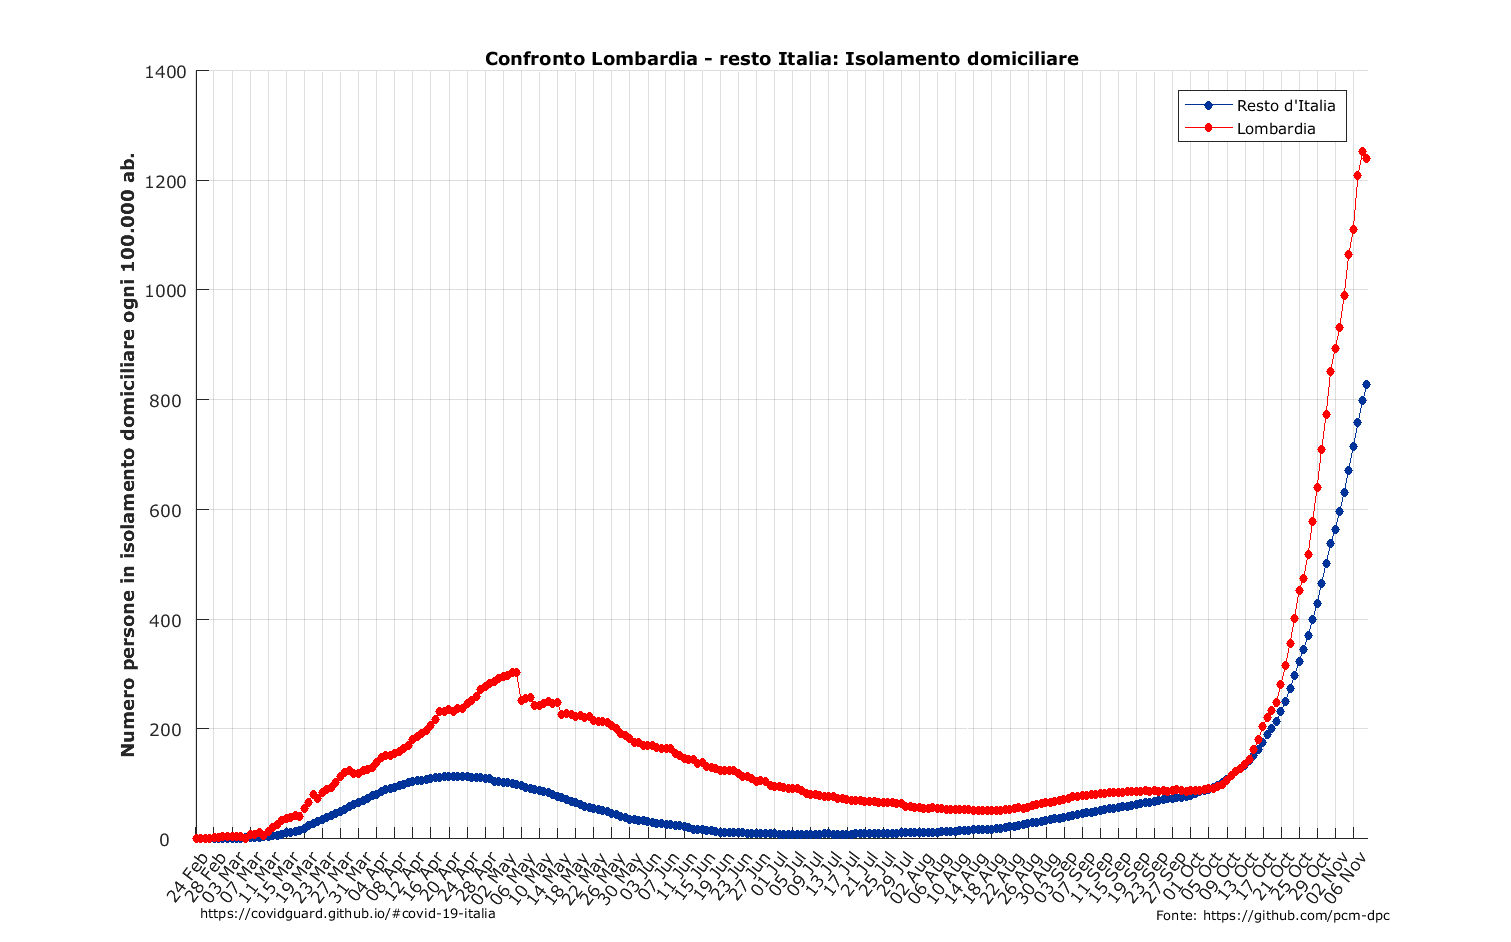 Confronto Lombardia - resto Italia: Isolamento domiciliare
Numero persone in isolamento domiciliare ogni 100.000 ab.
1400
1200
1000
800
600
400
200
0
Resto d'Italia
Lombardia
24 Feb
28 Feb
03 Mar
07 Mar
11 Mar
15 Mar
19 Mar
23 Mar
27 Mar
31 Mar
04 Apr
08 Apr
12 Apr
16 Apr
20 Apr
24 Apr
28 Apr
02 May
06 May
10 May
14 May
18 May
22 May
26 May
30 May
03 Jun
07 Jun
11 Jun
15 Jun
19 Jun
23 Jun
27 Jun
01 Jul
05 Jul
09 Jul
13 Jul
17 Jul
21 Jul
25 Jul
29 Jul
02 Aug
06 Aug
10 Aug
14 Aug
18 Aug
22 Aug
26 Aug
30 Aug
03 Sep
07 Sep
11 Sep
15 Sep
19 Sep
23 Sep
27 Sep
01 Oct
05 Oct
09 Oct
13 Oct
17 Oct
21 Oct
25 Oct
29 Oct
02 Nov
06 Nov
https://covidguard.github.io/#covid-19-italia
Fonte: https://github.com/pcm-dpc